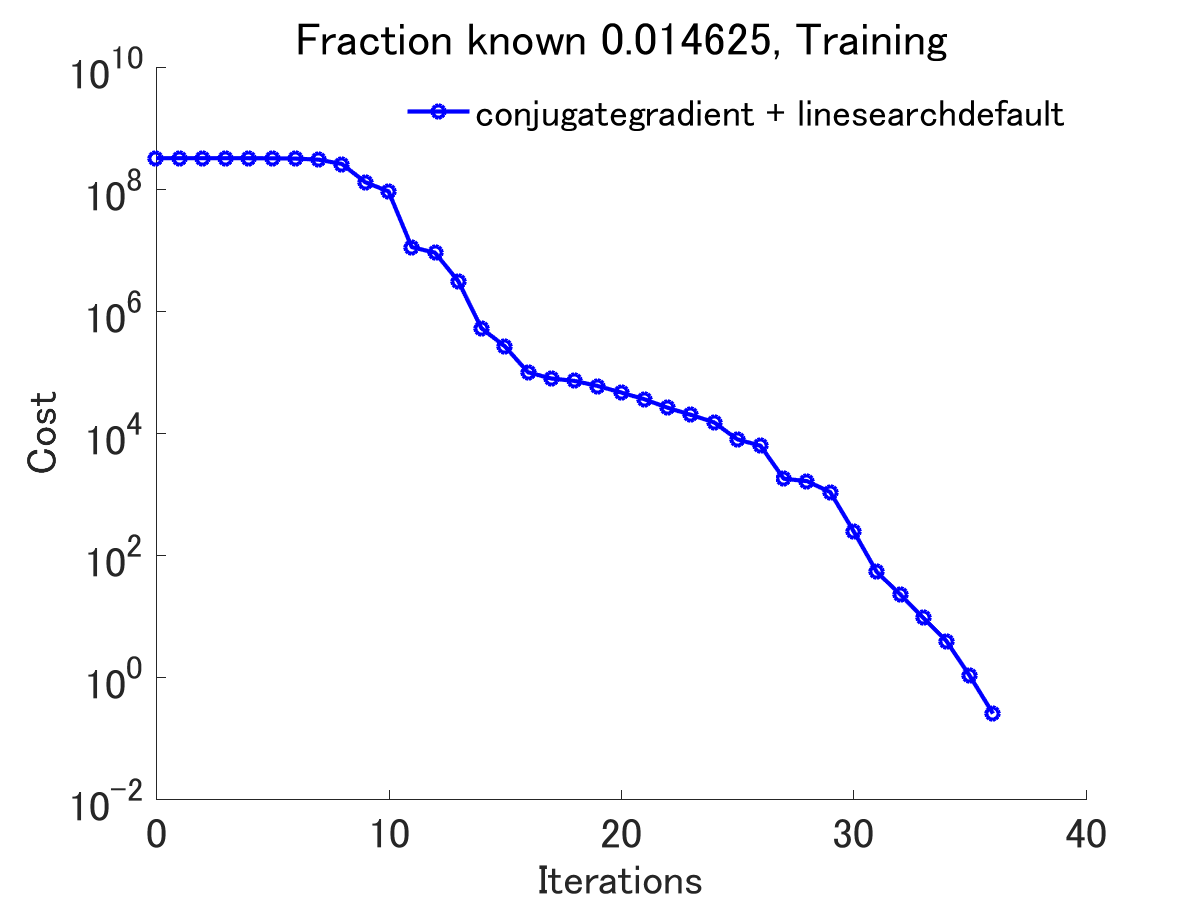 Fraction known 0.014625, Training
conjugategradient + linesearchdefault
10^10
10^8
10^6
10^4
10^2
10^0
10^-2
Cost
0 10 20 30 40
Iterations